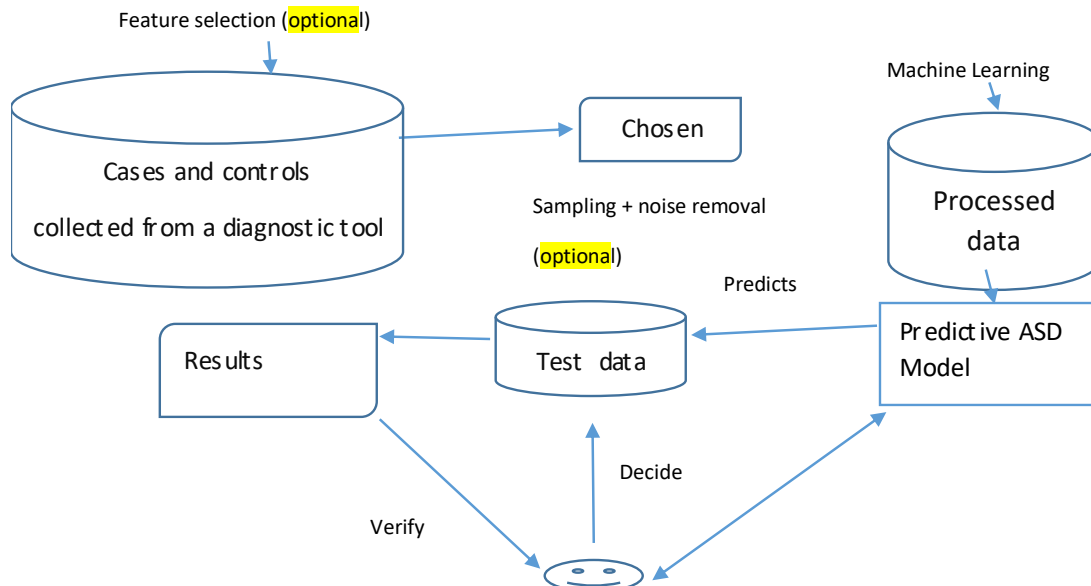 Feature selection (optional)
Machine Learning
Chosen
Cases and controls
collected from a diagnostic tool
Sampling + noise removal
(optional)
Processed
data
Predicts
Predictive ASD
Model
Results
Test data
Decide
Verify